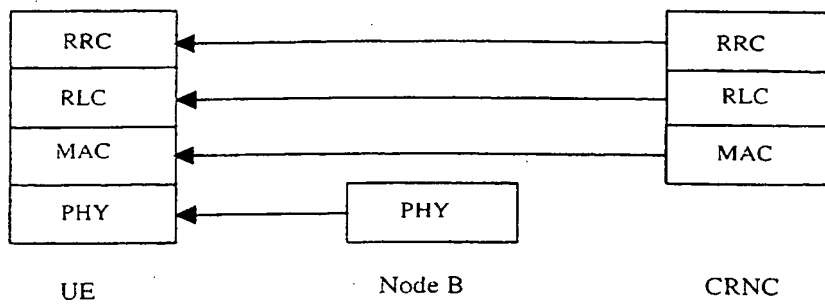 RRC RRC
RLC RLC
MAC MAC
PHY PHY
UE Node B CRNC